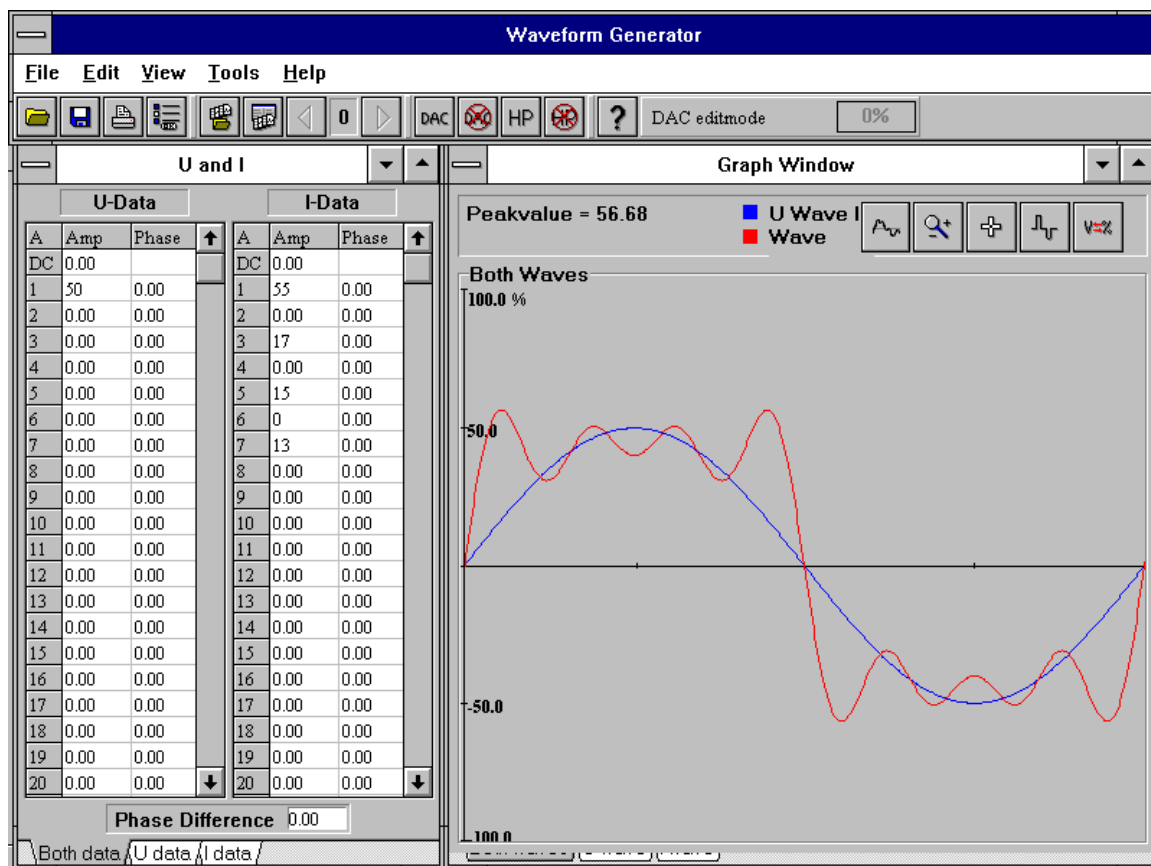 Waveform Generator
File Edit View Tools Help
0 DAC HP ? DAC editmode 0%
U and I
U-Data I-Data
A Amp Phase A Amp Phase
DC 0.00 DC 0.00
1 50 0.00 1 55 0.00
2 0.00 0.00 2 0.00 0.00
3 0.00 0.00 3 17 0.00
4 0.00 0.00 4 0.00 0.00
5 0.00 0.00 5 15 0.00
6 0.00 0.00 6 0 0.00
7 0.00 0.00 7 13 0.00
8 0.00 0.00 8 0.00 0.00
9 0.00 0.00 9 0.00 0.00
10 0.00 0.00 10 0.00 0.00
11 0.00 0.00 11 0.00 0.00
12 0.00 0.00 12 0.00 0.00
13 0.00 0.00 13 0.00 0.00
14 0.00 0.00 14 0.00 0.00
15 0.00 0.00 15 0.00 0.00
16 0.00 0.00 16 0.00 0.00
17 0.00 0.00 17 0.00 0.00
18 0.00 0.00 18 0.00 0.00
19 0.00 0.00 19 0.00 0.00
20 0.00 0.00 20 0.00 0.00
Phase Difference 0.00
Both data U data I data
Graph Window
Peakvalue = 56.68
U Wave I
Wave
V=%
Both Waves
100.0 %
50.0
-50.0
-100.0